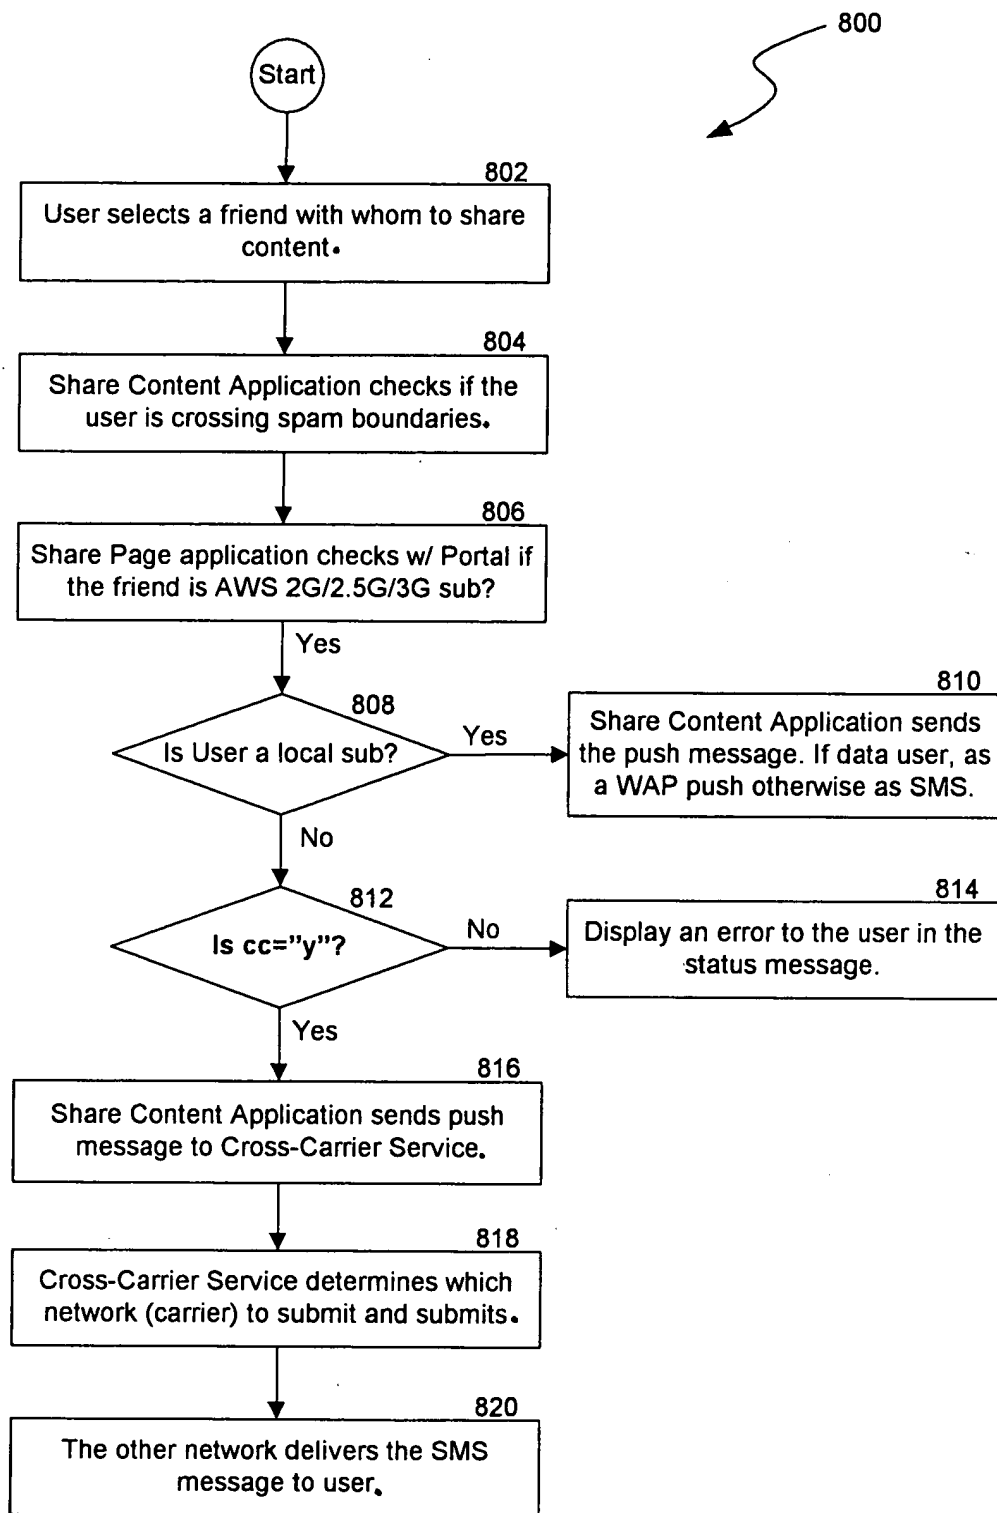 800
Start
802
User selects a friend with whom to share
content.
804
Share Content Application checks if the
user is crossing spam boundaries.
806
Share Page application checks w/ Portal if
the friend is AWS 2G/2.5G/3G sub?
Yes
808
Is User a local sub?
Yes
810
Share Content Application sends
the push message. If data user, as
a WAP push otherwise as SMS.
No
812
Is cc="y"?
No
814
Display an error to the user in the
status message.
Yes
816
Share Content Application sends push
message to Cross-Carrier Service.
818
Cross-Carrier Service determines which
network (carrier) to submit and submits.
820
The other network delivers the SMS
message to user.